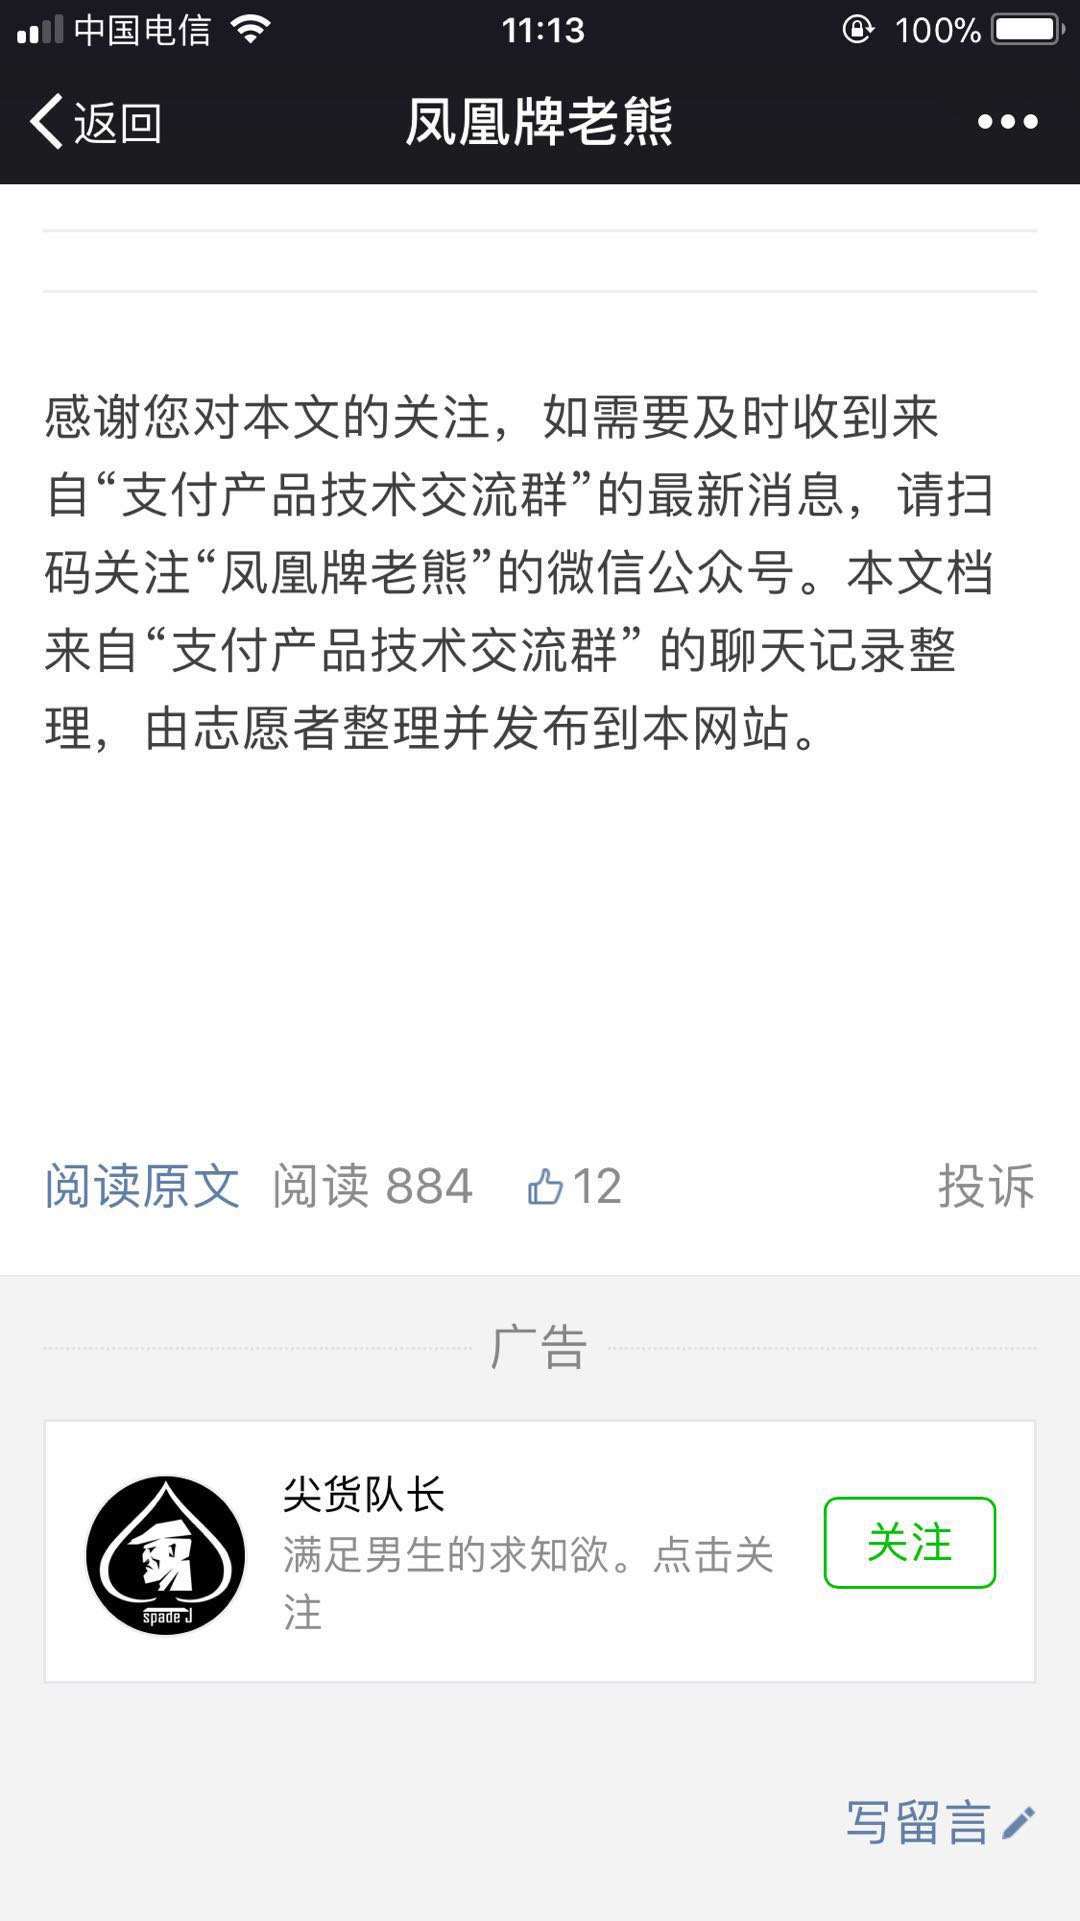 中国电信 11:13 100%
返回 凤凰牌老熊
感谢您对本文的关注，如需要及时收到来
自“支付产品技术交流群”的最新消息，请扫
码关注“凤凰牌老熊”的微信公众号。本文档
来自“支付产品技术交流群” 的聊天记录整
理，由志愿者整理并发布到本网站。
阅读原文 阅读 884 12 投诉
广告
尖货队长
满足男生的求知欲。点击关
注
关注
spade J
写留言